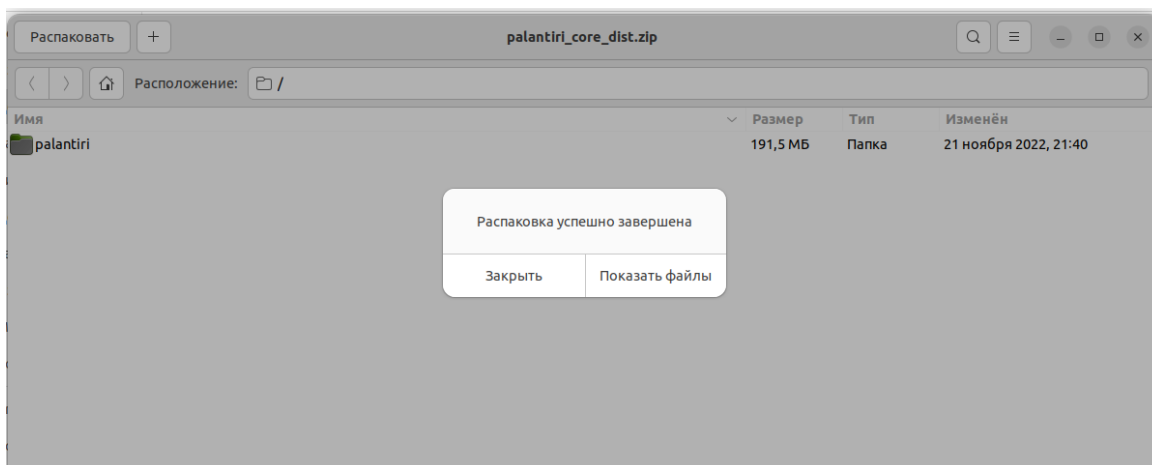 Распаковать + palantiri_core_dist.zip
Расположение: /
Имя Размер Тип Изменён
palantiri 191,5 МБ Папка 21 ноября 2022, 21:40
Распаковка успешно завершена
Закрыть Показать файлы